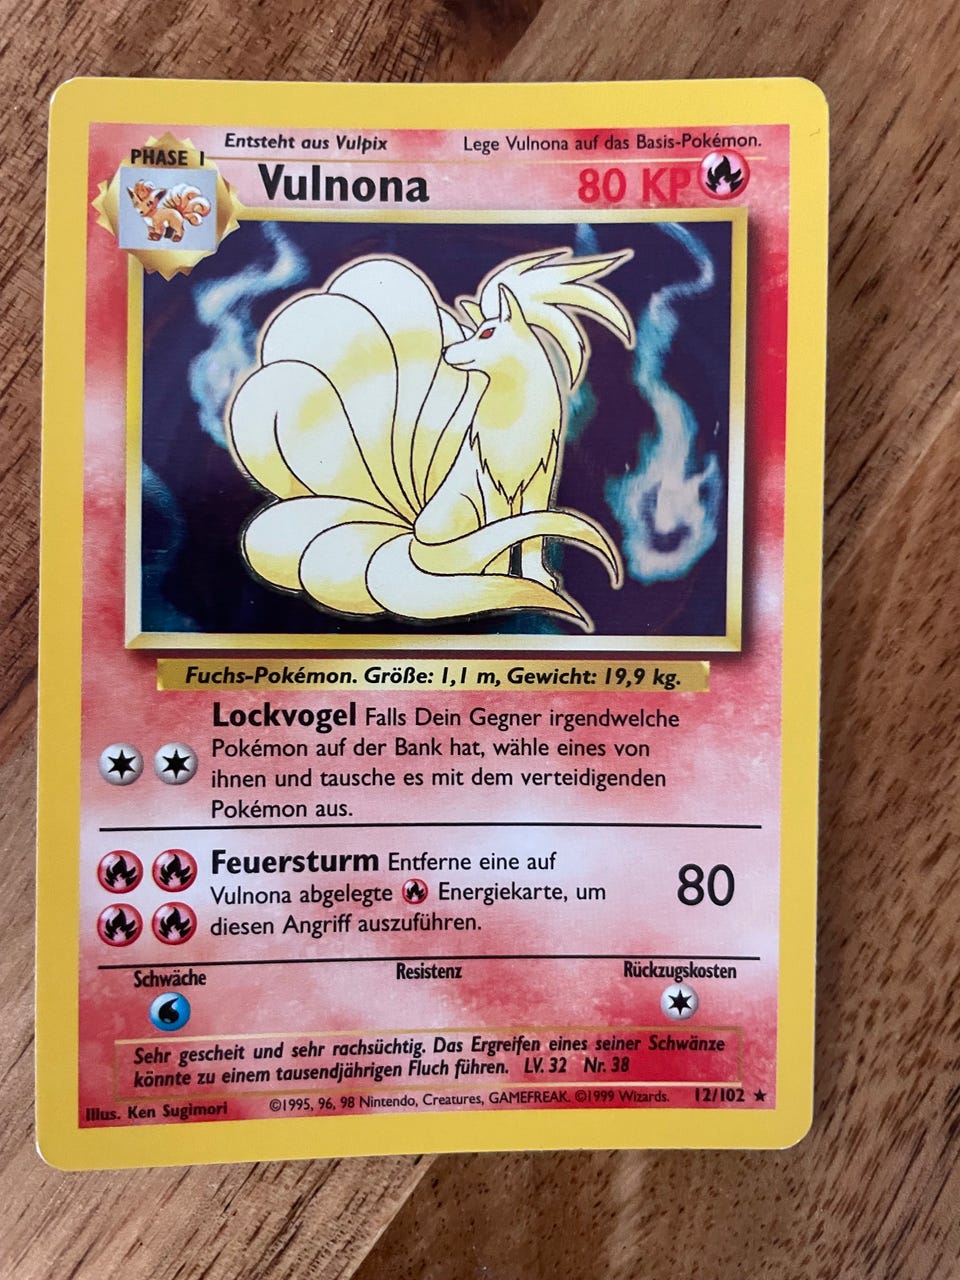 Entsteht aus Vulpix
Lege Vulnona auf das Basis-Pokémon.
PHASE 1
Vulnona
80 KP
Fuchs-Pokémon. Größe: 1,1 m, Gewicht: 19,9 kg.
Lockvogel Falls Dein Gegner irgendwelche
Pokémon auf der Bank hat, wähle eines von
ihnen und tausche es mit dem verteidigenden
Pokémon aus.
Feuersturm Entferne eine auf
Vulnona abgelegte Energiekarte, um
diesen Angriff auszuführen.
80
Schwäche
Resistenz
Rückzugskosten
Sehr gescheit und sehr rachsüchtig. Das Ergreifen eines seiner Schwänze
könnte zu einem tausendjährigen Fluch führen. LV. 32 Nr. 38
Illus. Ken Sugimori
©1995, 96, 98 Nintendo, Creatures, GAMEFREAK. ©1999 Wizards.
12/102 ★